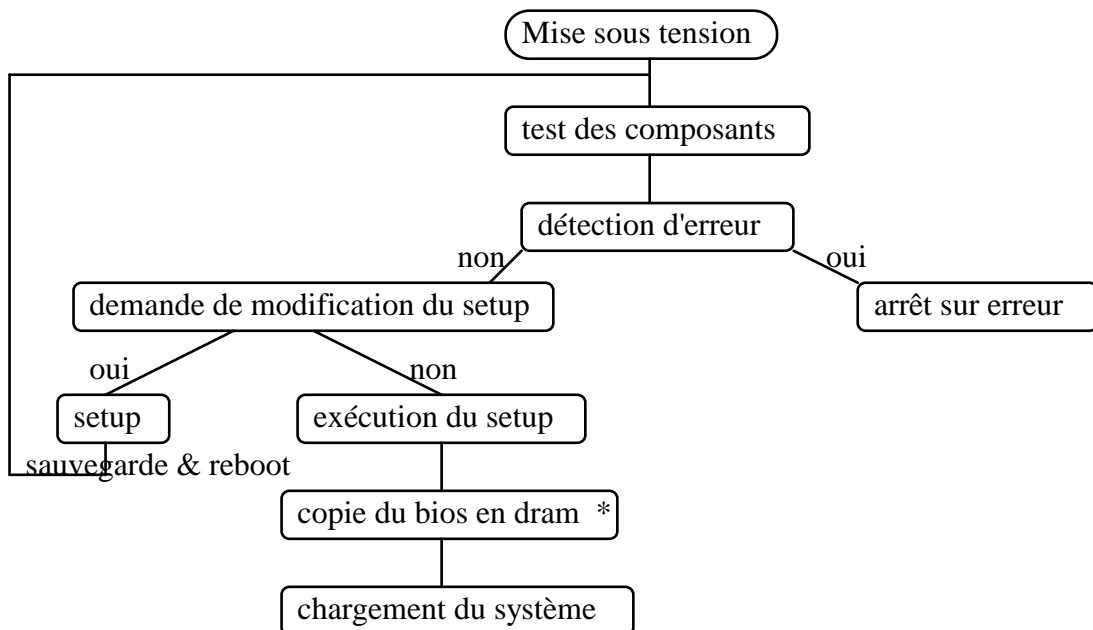 Mise sous tension
test des composants
détection d'erreur
non
oui
demande de modification du setup
arrêt sur erreur
oui
non
setup
exécution du setup
sauvegarde & reboot
copie du bios en dram *
chargement du système